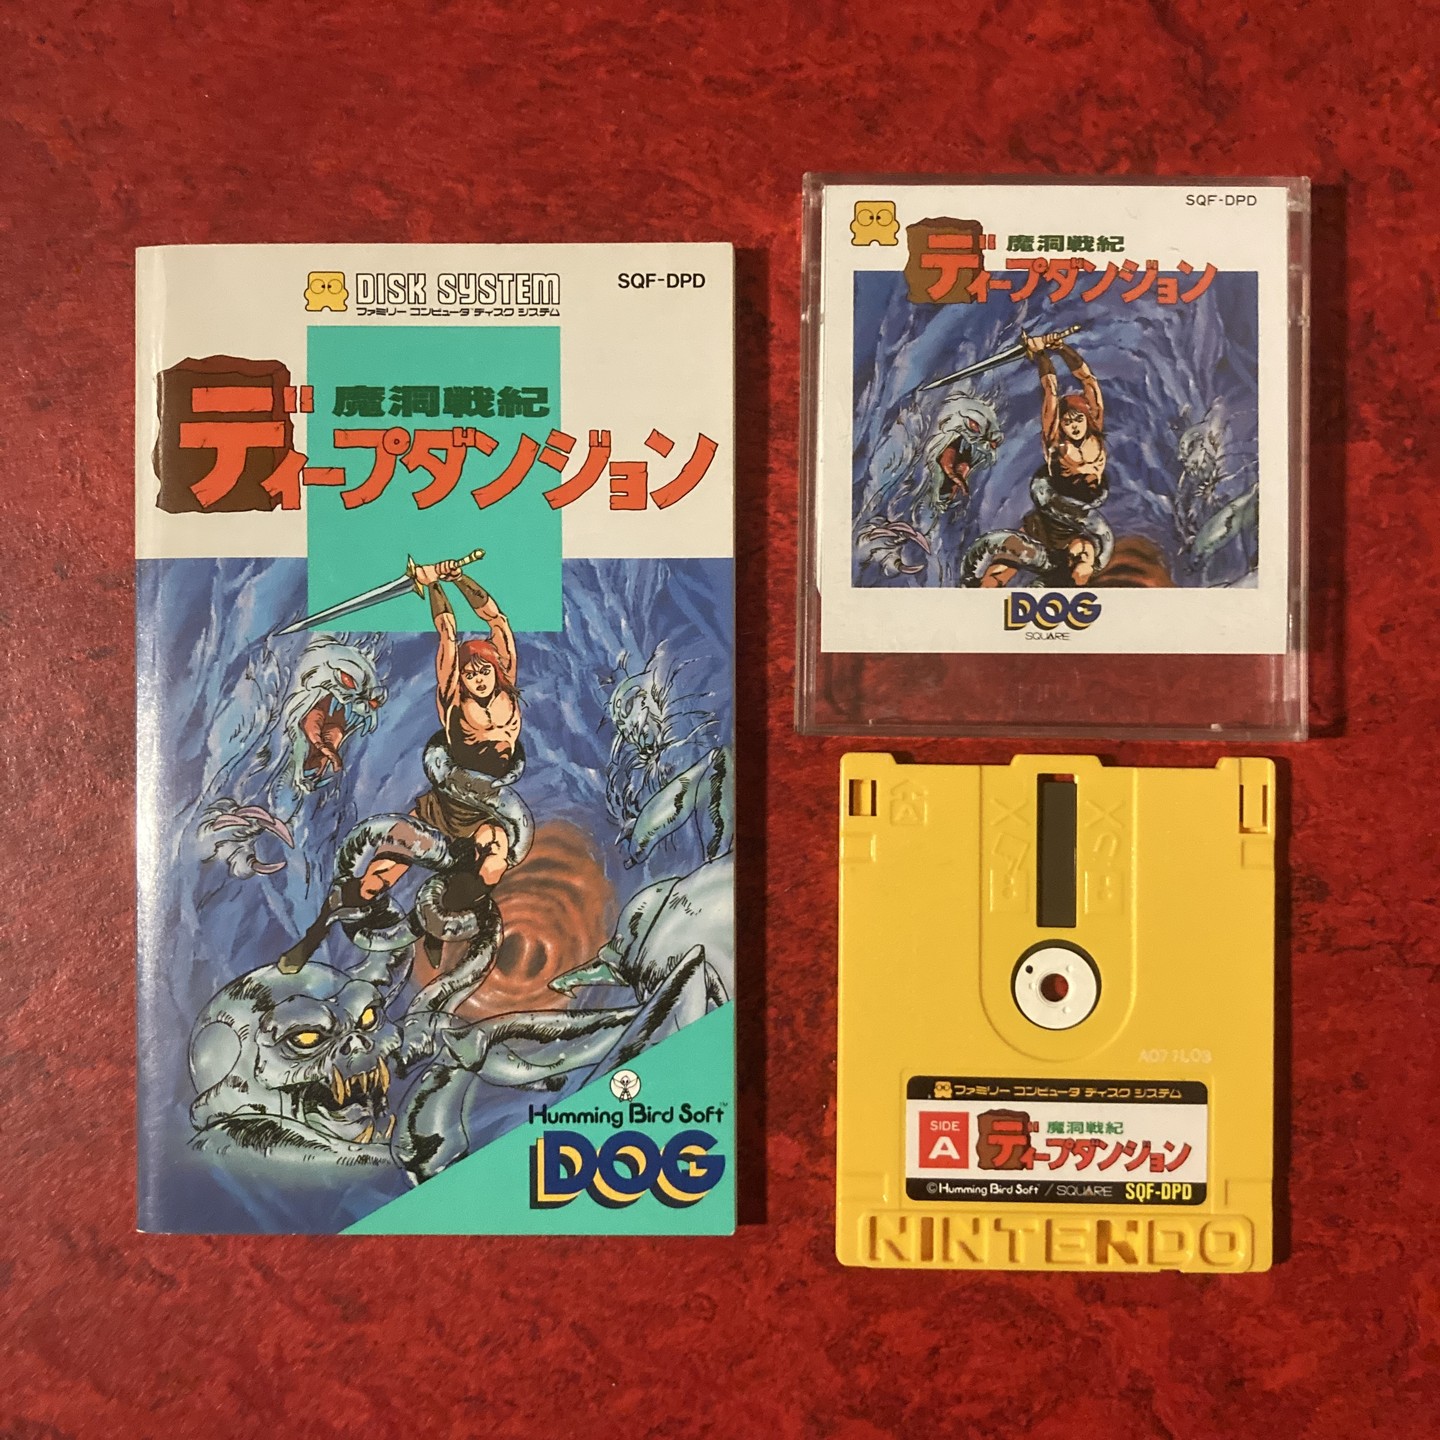 DISK SYSTEM
ファミリー コンピュータ ディスク システム
SQF-DPD
魔洞戦紀
ディープダンジョン
Humming Bird Soft™
DOG
SQF-DPD
魔洞戦紀
ディープダンジョン
DOG
SQUARE
A071L03
ファミリー コンピュータ ディスク システム
SIDE
A
魔洞戦紀
ディープダンジョン
©Humming Bird Soft / SQUARE SQF-DPD
NINTENDO